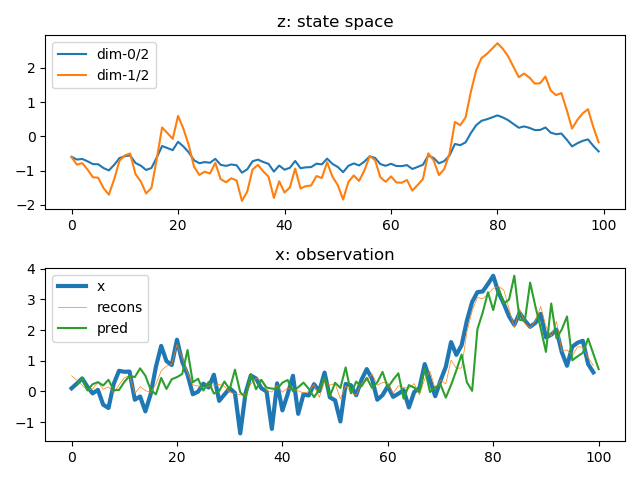 z: state space
dim-0/2
dim-1/2
2
1
0
−1
−2
0 20 40 60 80 100
x: observation
x
recons
pred
4
3
2
1
0
−1
0 20 40 60 80 100